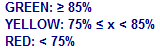 GREEN: ≥ 85%
YELLOW: 75% ≤ x < 85%
RED: < 75%